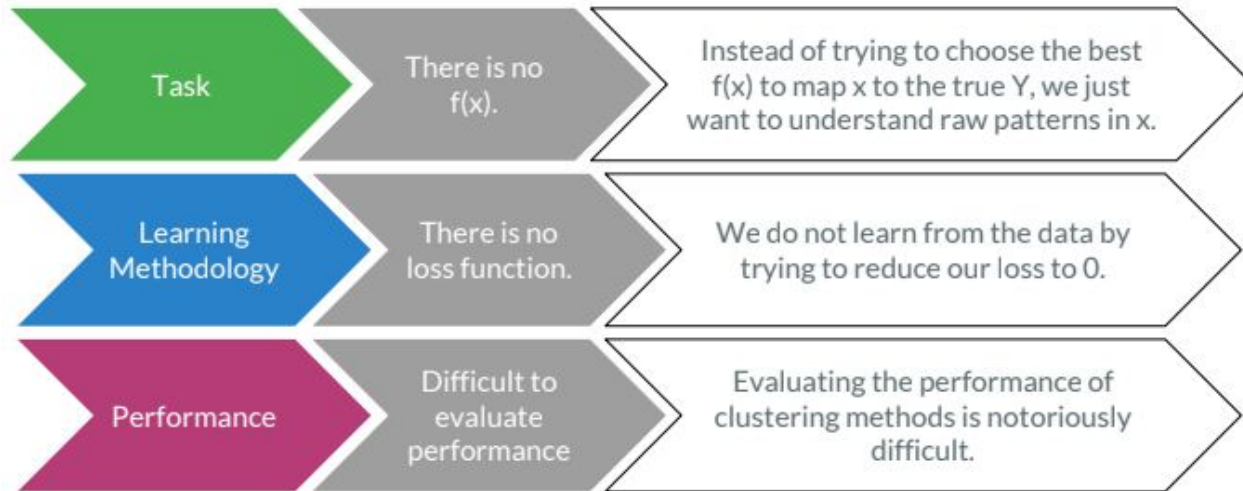 Task
There is no
f(x).
Instead of trying to choose the best
f(x) to map x to the true Y, we just
want to understand raw patterns in x.
Learning
Methodology
There is no
loss function.
We do not learn from the data by
trying to reduce our loss to 0.
Performance
Difficult to
evaluate
performance
Evaluating the performance of
clustering methods is notoriously
difficult.